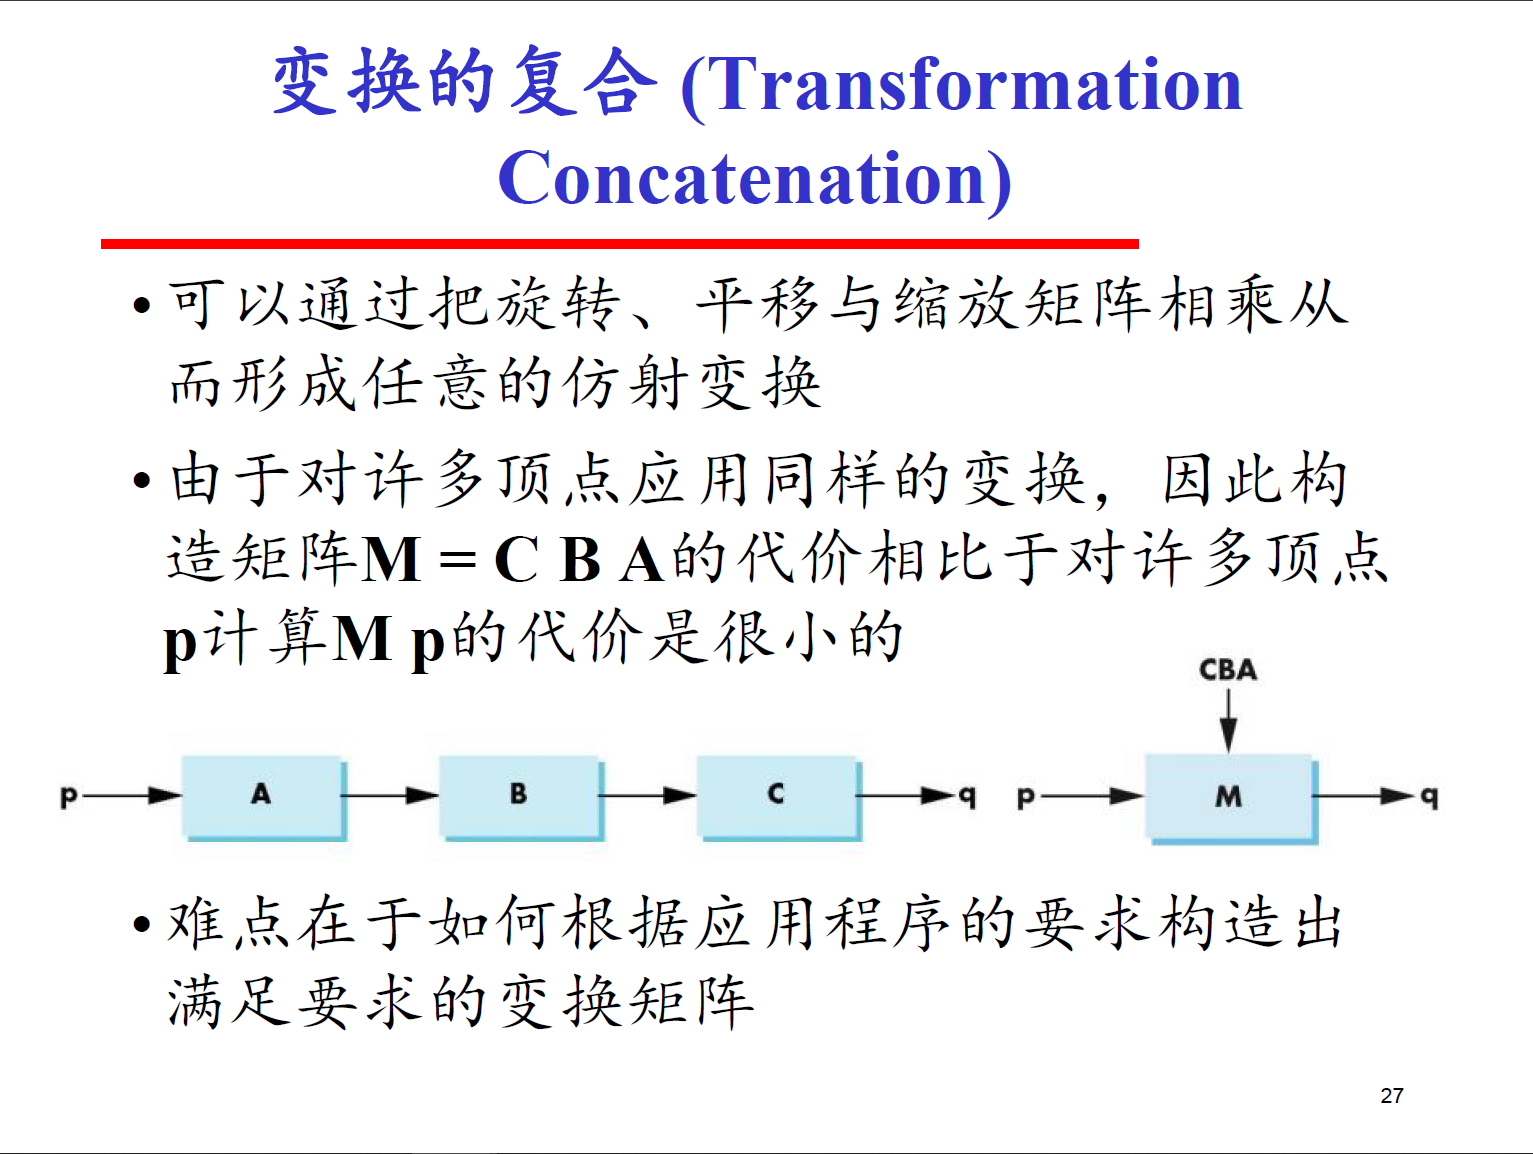 变换的复合 (Transformation
Concatenation)
• 可以通过把旋转、平移与缩放矩阵相乘从
而形成任意的仿射变换
• 由于对许多顶点应用同样的变换，因此构
造矩阵M = C B A的代价相比于对许多顶点
p计算M p的代价是很小的
CBA
p A B C q p M q
• 难点在于如何根据应用程序的要求构造出
满足要求的变换矩阵
27